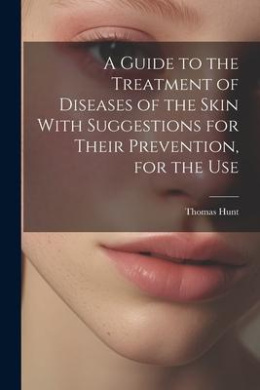 A Guide to the
Treatment of
Diseases of the Skin
With Suggestions for
Their Prevention,
for the Use
Thomas Hunt